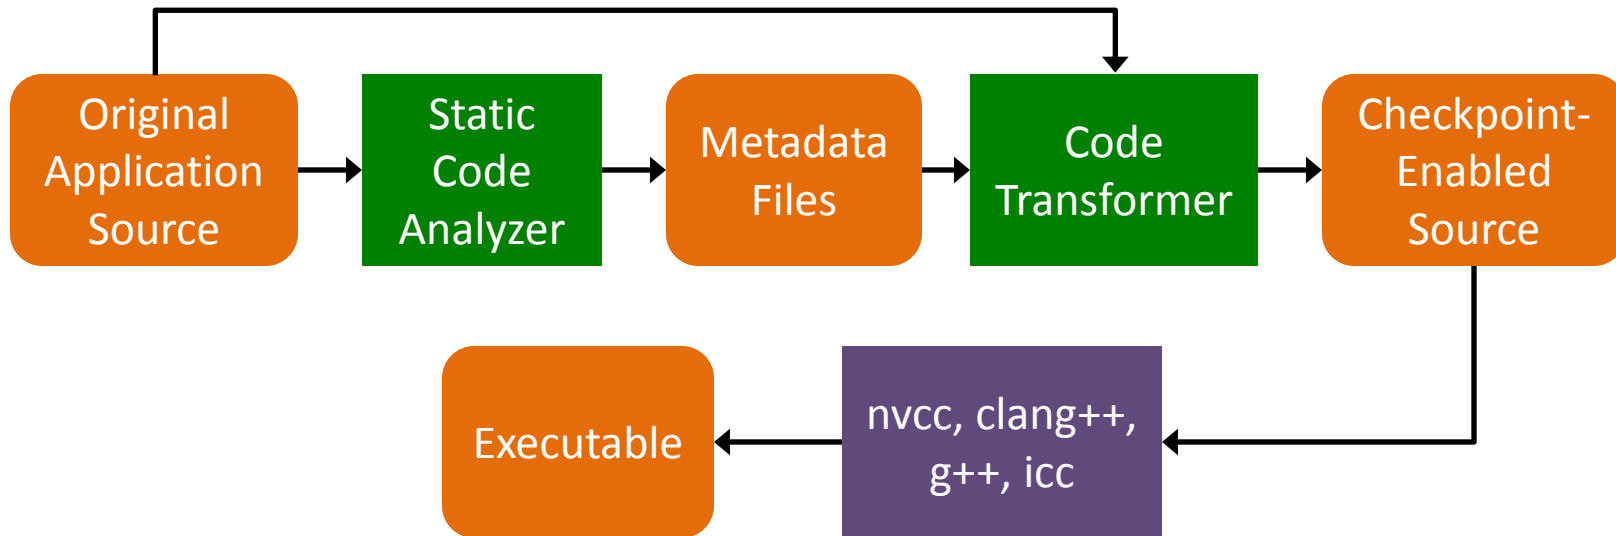 Original
Application
Source
Static
Code
Analyzer
Metadata
Files
Code
Transformer
Checkpoint-
Enabled
Source
Executable
nvcc, clang++,
g++, icc